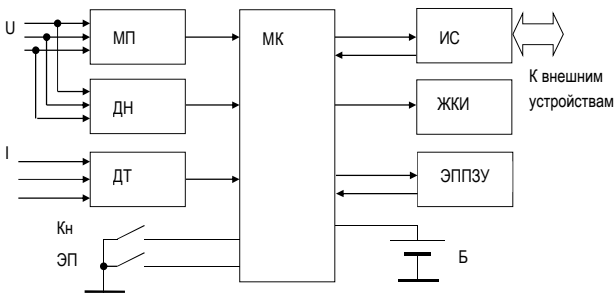 U
МП
МК
ИС
К внешним
устройствам
ДН
ЖКИ
I
ДТ
ЭППЗУ
Кн
ЭП
Б